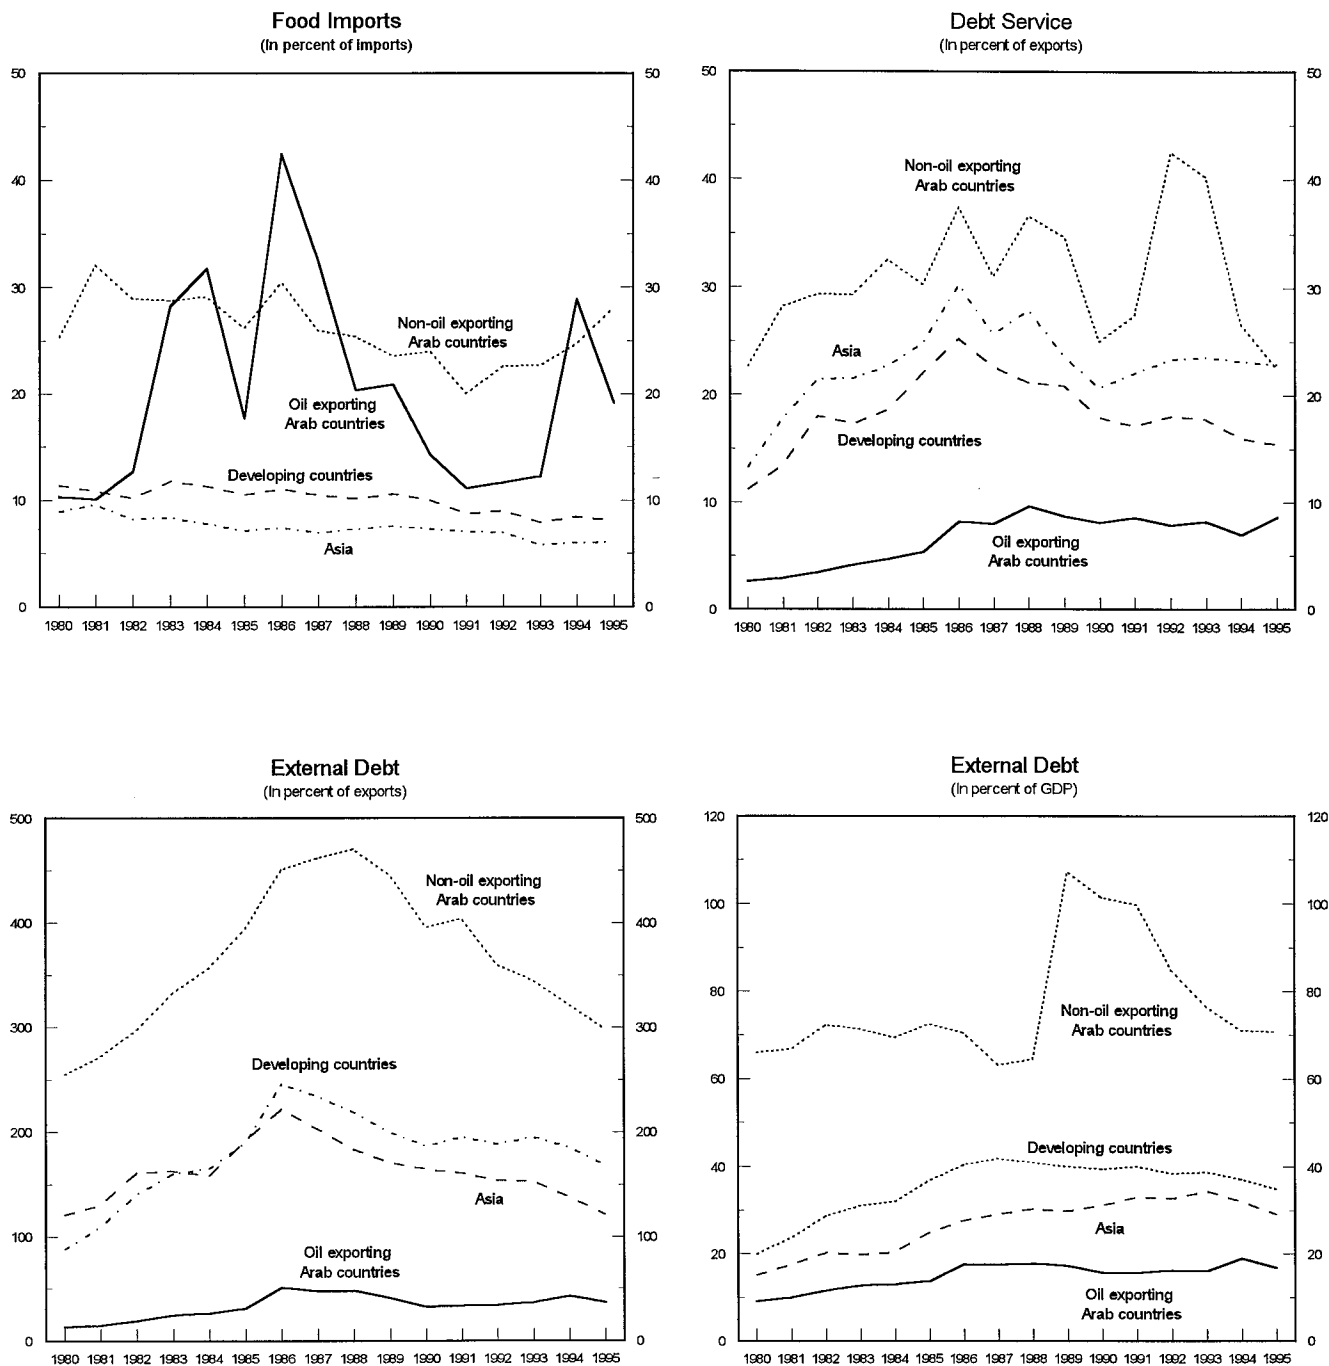 Food Imports
(In percent of imports)
50
40
30
20
10
0
50
40
30
20
10
0
Non-oil exporting
Arab countries
Oil exporting
Arab countries
Developing countries
Asia
1980 1981 1982 1983 1984 1985 1986 1987 1988 1989 1990 1991 1992 1993 1994 1995
Debt Service
(In percent of exports)
50
40
30
20
10
0
50
40
30
20
10
0
Non-oil exporting
Arab countries
Asia
Developing countries
Oil exporting
Arab countries
1980 1981 1982 1983 1984 1985 1986 1987 1988 1989 1990 1991 1992 1993 1994 1995
External Debt
(In percent of exports)
500
400
300
200
100
0
500
400
300
200
100
0
Non-oil exporting
Arab countries
Developing countries
Asia
Oil exporting
Arab countries
1980 1981 1982 1983 1984 1985 1986 1987 1988 1989 1990 1991 1992 1993 1994 1995
External Debt
(In percent of GDP)
120
100
80
60
40
20
0
120
100
80
60
40
20
0
Non-oil exporting
Arab countries
Developing countries
Asia
Oil exporting
Arab countries
1980 1981 1982 1983 1984 1985 1986 1987 1988 1989 1990 1991 1992 1993 1994 1995